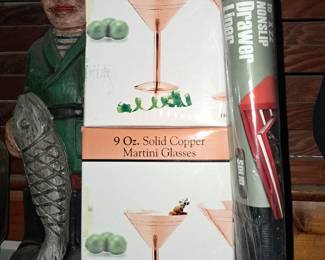 9 Oz. Solid Copper
Martini Glasses
NONSLIP
Drawer
Liner